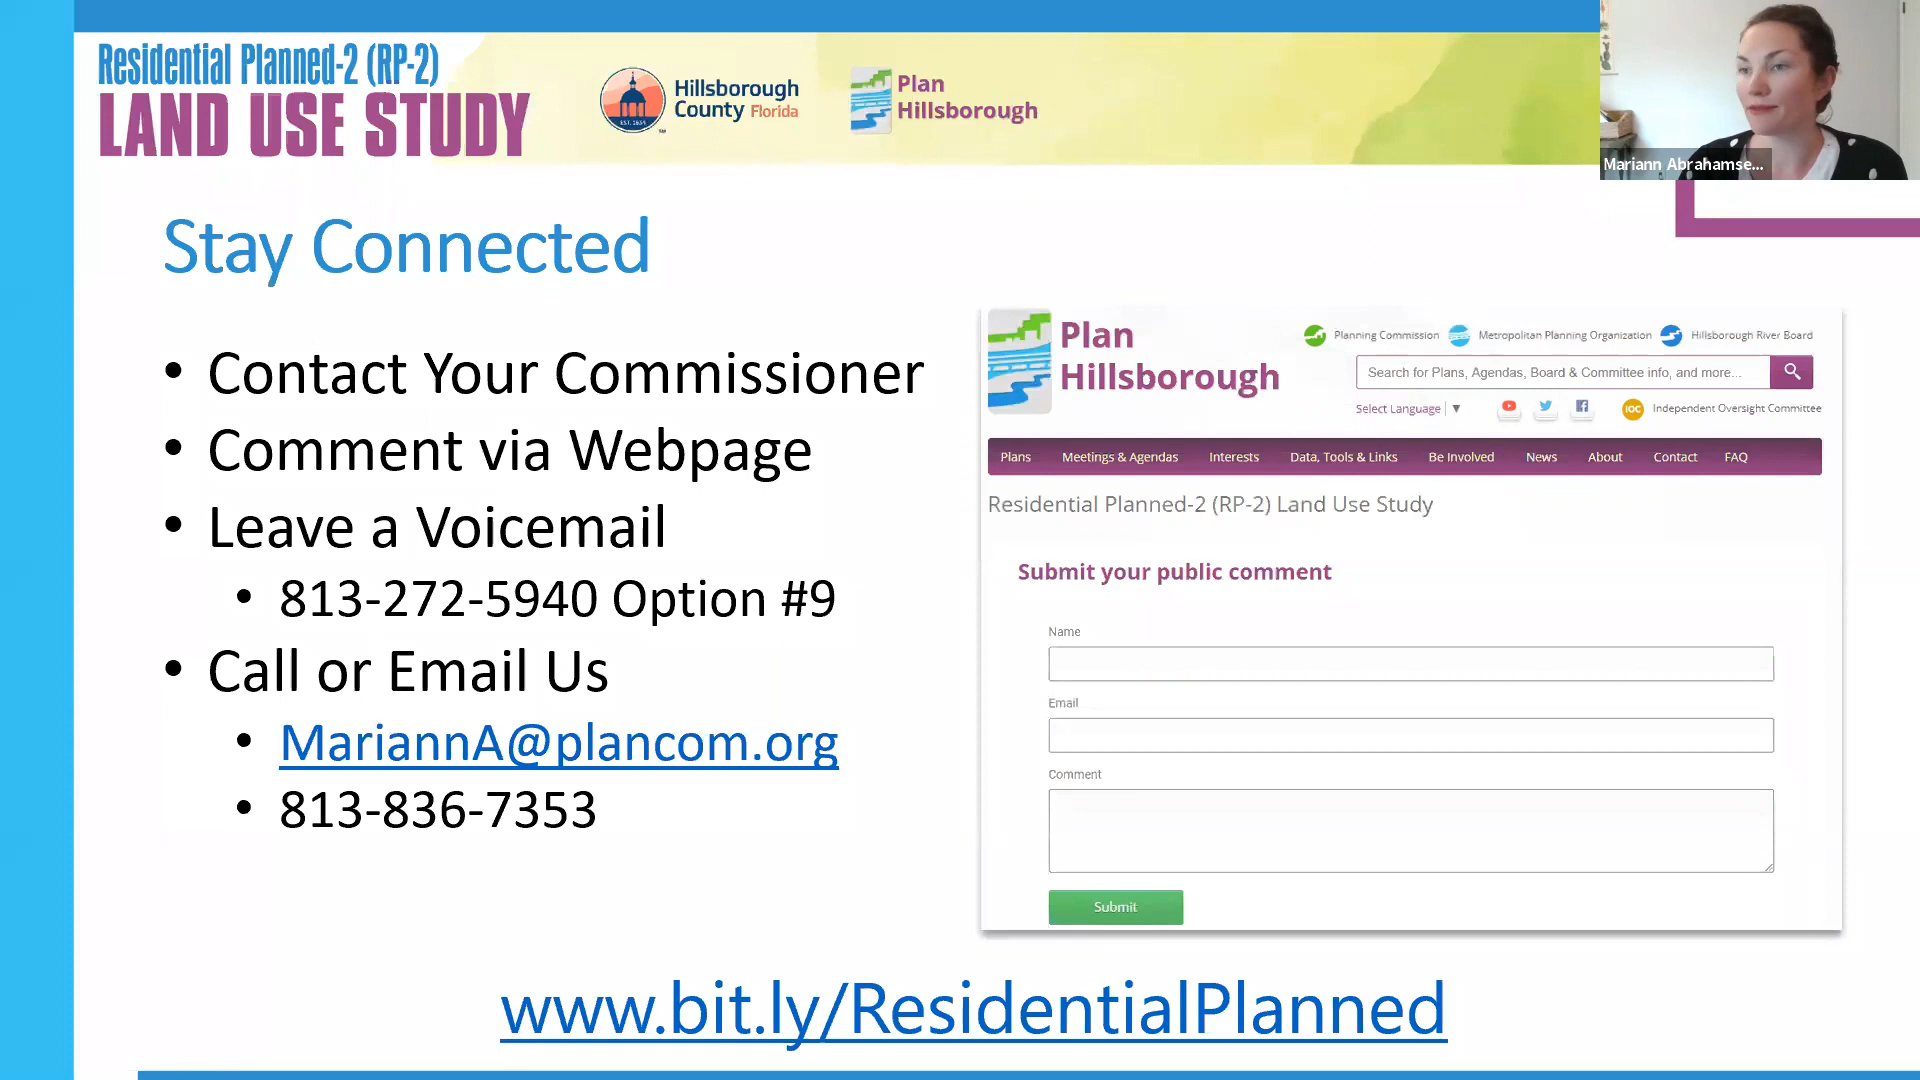 Residential Planned-2 (RP-2)
LAND USE STUDY
Hillsborough
County Florida
EST. 1834
Plan
Hillsborough
Mariann Abrahamse...
Stay Connected
• Contact Your Commissioner
• Comment via Webpage
• Leave a Voicemail
• 813-272-5940 Option #9
• Call or Email Us
• MariannA@plancom.org
• 813-836-7353
Plan
Hillsborough
Planning Commission Metropolitan Planning Organization Hillsborough River Board
Search for Plans, Agendas, Board & Committee info, and more...
Select Language ▼ IOC Independent Oversight Committee
Plans Meetings & Agendas Interests Data, Tools & Links Be Involved News About Contact FAQ
Residential Planned-2 (RP-2) Land Use Study
Submit your public comment
Name
Email
Comment
Submit
www.bit.ly/ResidentialPlanned